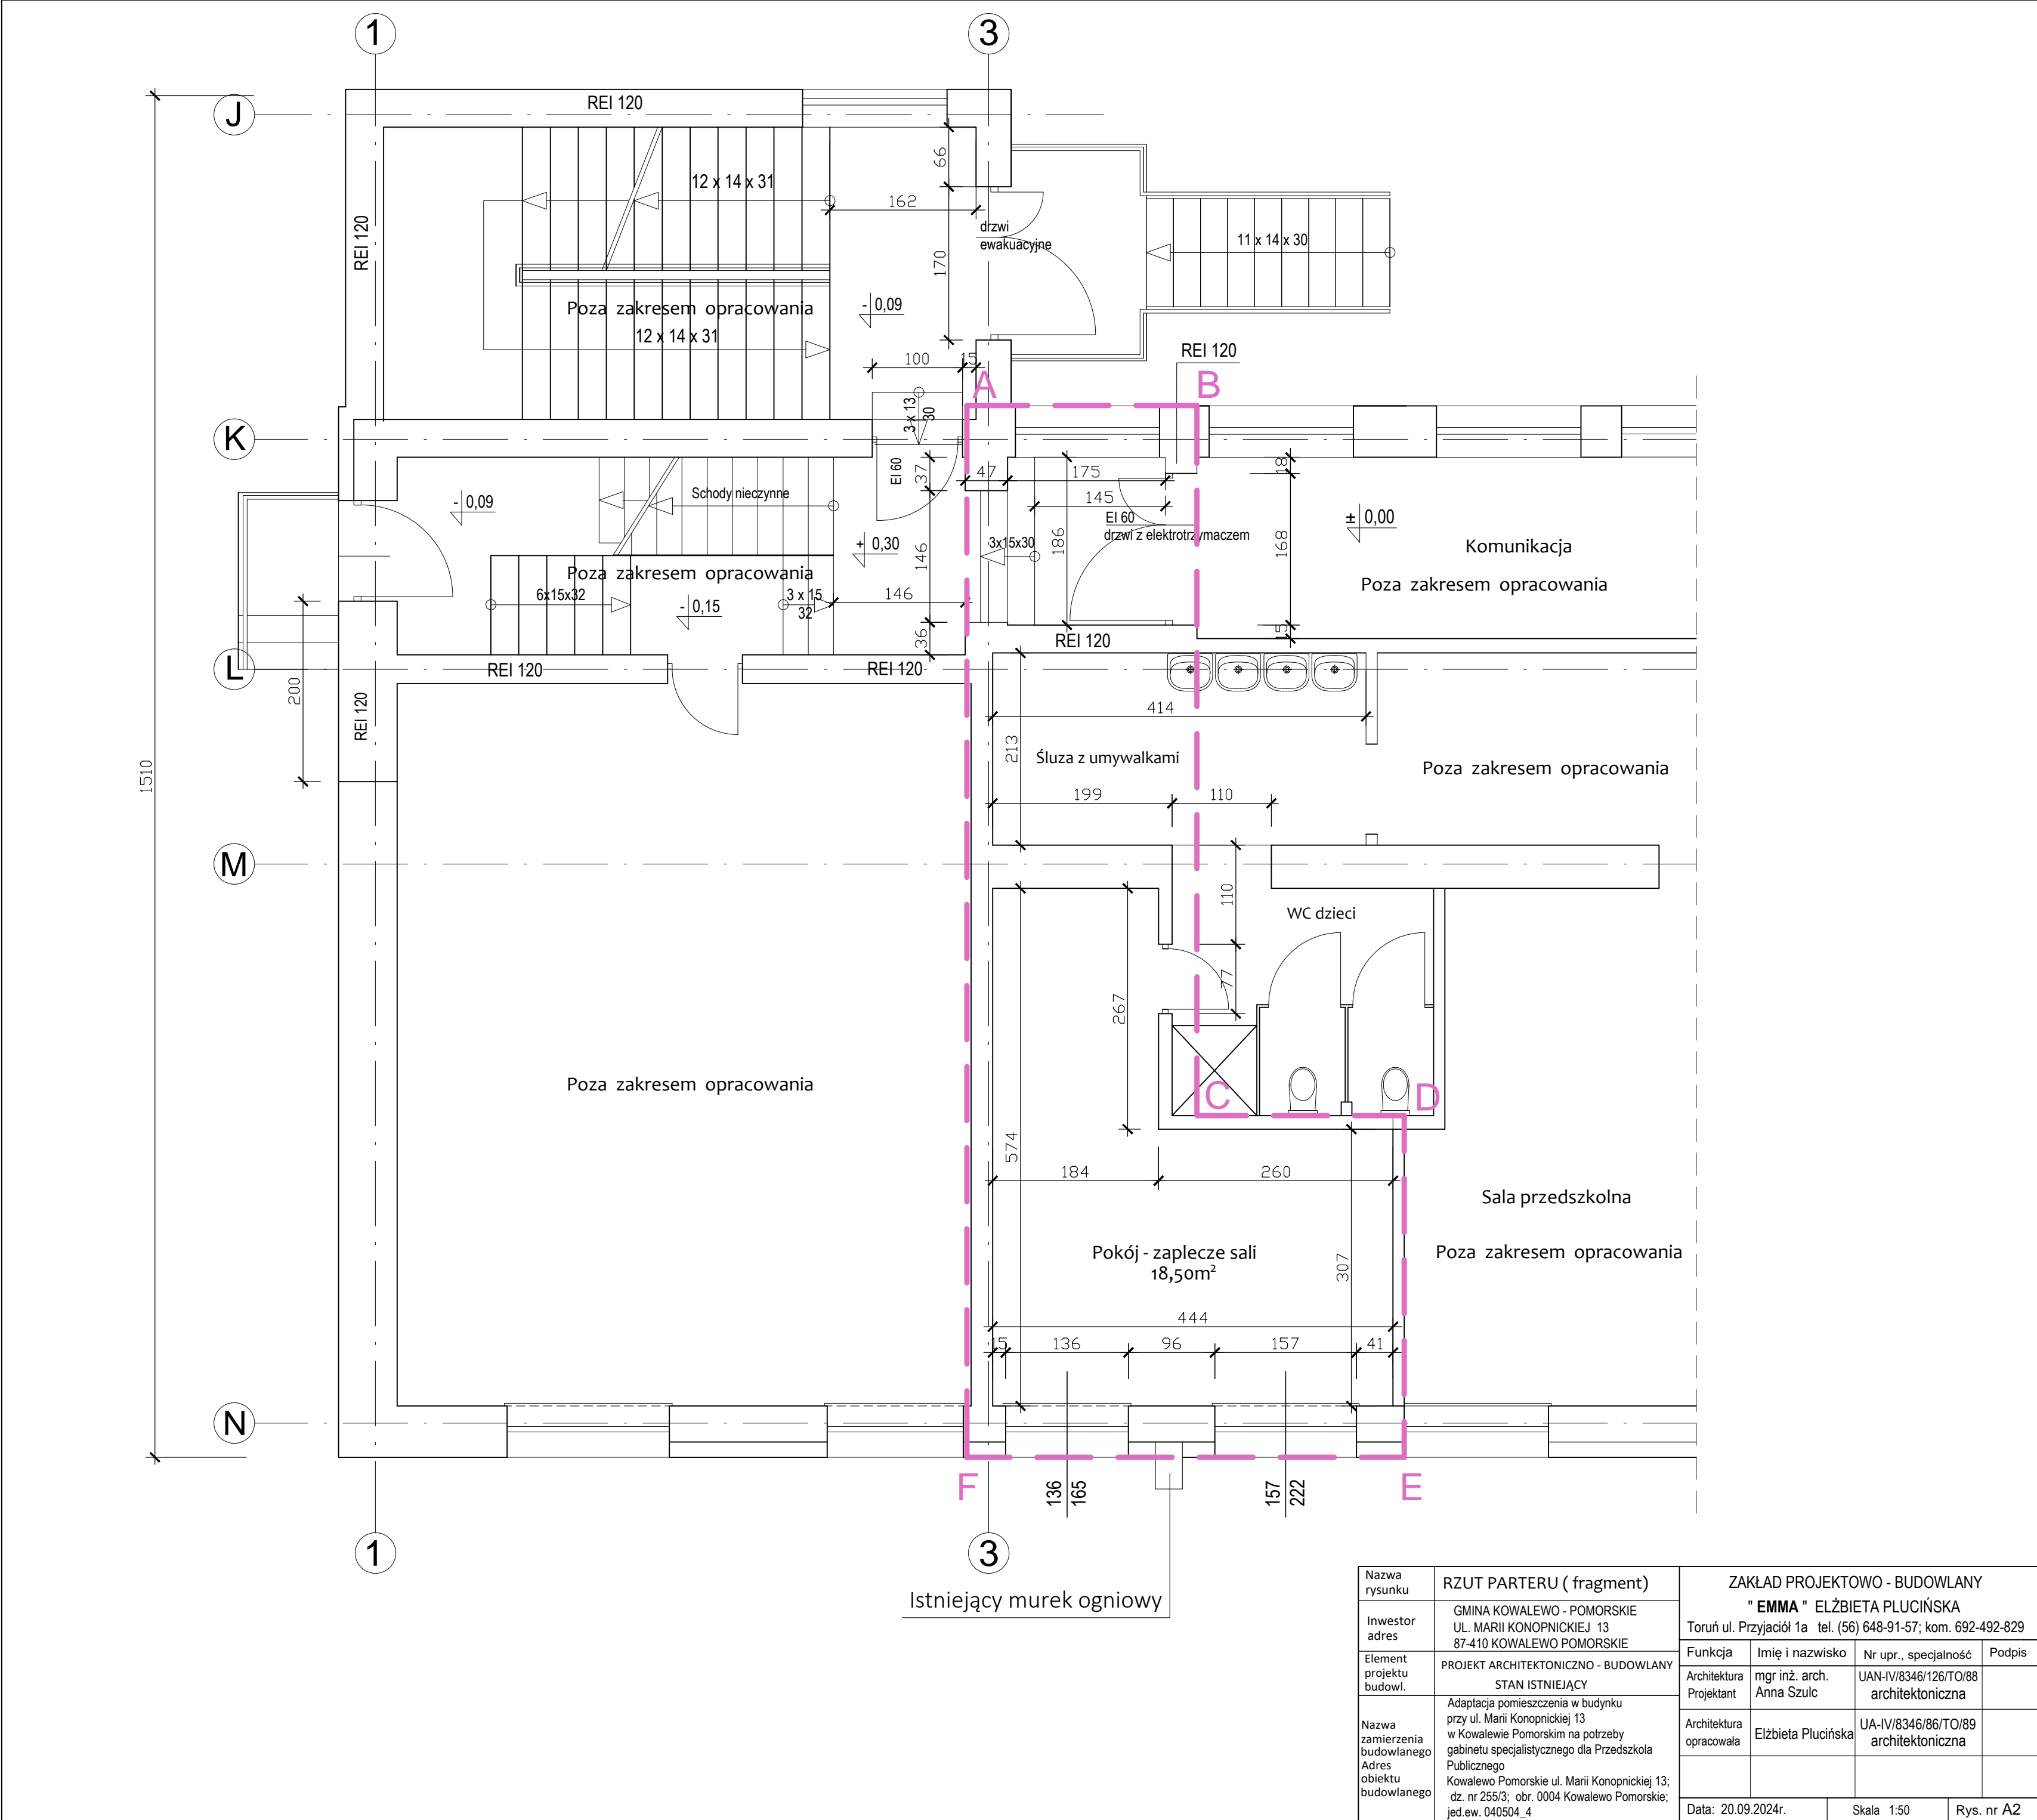 1
3
J
REI 120
66
12 x 14 x 31
162
REI 120
drzwi
ewakuacyjne
11 x 14 x 30
170
Poza zakresem opracowania
- 0,09
12 x 14 x 31
REI 120
100
15
A
B
3 x 13
30
K
EI 60
37
47
175
18
Schody nieczynne
- 0,09
145
EI 60
drzwi z elektrotrzymaczem
± 0,00
186
168
+ 0,30
146
3x15x30
Komunikacja
Poza zakresem opracowania
Poza zakresem opracowania
6x15x32
- 0,15
3 x 15
32
146
36
REI 120
15
L
REI 120
REI 120
200
REI 120
414
213
Śluza z umywalkami
Poza zakresem opracowania
1510
199
110
M
110
WC dzieci
77
267
Poza zakresem opracowania
C
D
574
184
260
Sala przedszkolna
Pokój - zaplecze sali
18,50m²
Poza zakresem opracowania
307
444
15
136
96
157
41
N
F
E
136
165
157
222
1
3
Istniejący murek ogniowy
Nazwa
rysunku
RZUT PARTERU ( fragment)
Inwestor
adres
GMINA KOWALEWO - POMORSKIE
UL. MARII KONOPNICKIEJ 13
87-410 KOWALEWO POMORSKIE
Element
projektu
budowl.
PROJEKT ARCHITEKTONICZNO - BUDOWLANY
STAN ISTNIEJĄCY
Nazwa
zamierzenia
budowlanego
Adres
obiektu
budowlanego
Adaptacja pomieszczenia w budynku
przy ul. Marii Konopnickiej 13
w Kowalewie Pomorskim na potrzeby
gabinetu specjalistycznego dla Przedszkola
Publicznego
Kowalewo Pomorskie ul. Marii Konopnickiej 13;
dz. nr 255/3; obr. 0004 Kowalewo Pomorskie;
jed.ew. 040504_4
ZAKŁAD PROJEKTOWO - BUDOWLANY
" EMMA " ELŻBIETA PLUCIŃSKA
Toruń ul. Przyjaciół 1a tel. (56) 648-91-57; kom. 692-492-829
Funkcja Imię i nazwisko Nr upr., specjalność Podpis
Architektura
Projektant
mgr inż. arch.
Anna Szulc
UAN-IV/8346/126/TO/88
architektoniczna
Architektura
opracowała
Elżbieta Plucińska
UA-IV/8346/86/TO/89
architektoniczna
Data: 20.09.2024r. Skala 1:50 Rys. nr A2